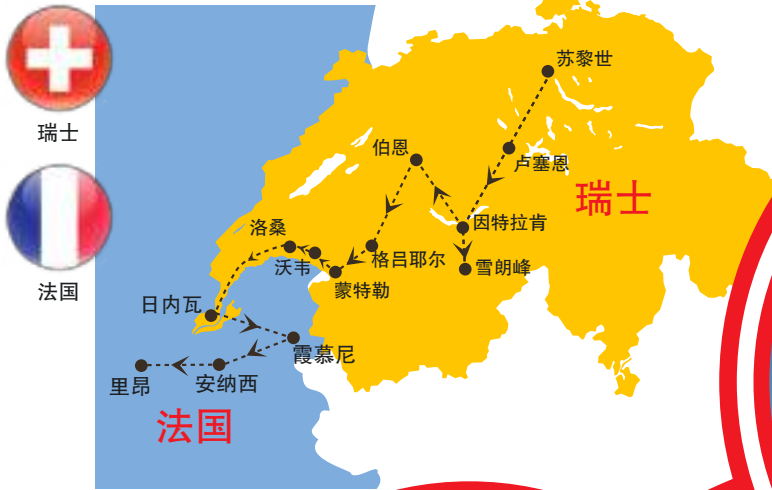 瑞士
法国
苏黎世
伯恩
卢塞恩
瑞士
因特拉肯
洛桑
沃韦
格吕耶尔
雪朗峰
蒙特勒
日内瓦
霞慕尼
里昂
安纳西
法国